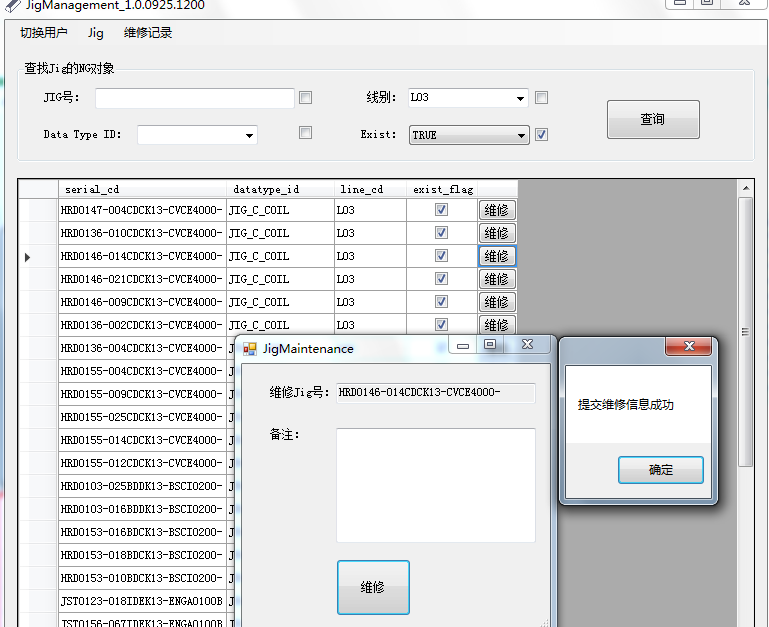 JigManagement_1.0.0925.1200
切换用户 Jig 维修记录
查找Jig的NG对象
JIG号: 线别: L03
查询
Data Type ID: Exist: TRUE
serial_cd datatype_id line_cd exist_flag
HRD0147-004CDCK13-CVCE4000- JIG_C_COIL L03 维修
HRD0136-010CDCK13-CVCE4000- JIG_C_COIL L03 维修
HRD0146-014CDCK13-CVCE4000- JIG_C_COIL L03 维修
HRD0146-021CDCK13-CVCE4000- JIG_C_COIL L03 维修
HRD0146-009CDCK13-CVCE4000- JIG_C_COIL L03 维修
HRD0136-002CDCK13-CVCE4000- JIG_C_COIL L03 维修
HRD0136-004CDCK13-CVCE4000- J
HRD0155-004CDCK13-CVCE4000- J
HRD0155-009CDCK13-CVCE4000- J
HRD0155-025CDCK13-CVCE4000- J
HRD0155-014CDCK13-CVCE4000- J
HRD0155-012CDCK13-CVCE4000- J
HRD0103-025BDDK13-BSCI0200- J
HRD0103-016BDDK13-BSCI0200- J
HRD0153-016BDCK13-BSCI0200- J
HRD0153-018BDCK13-BSCI0200- J
HRD0153-010BDCK13-BSCI0200- J
JST0123-018IDEK13-ENGA0100B J
JST0156-067IDEK13-ENGA0100B J
JigMaintenance
维修Jig号: HRD0146-014CDCK13-CVCE4000-
备注:
维修
提交维修信息成功
确定